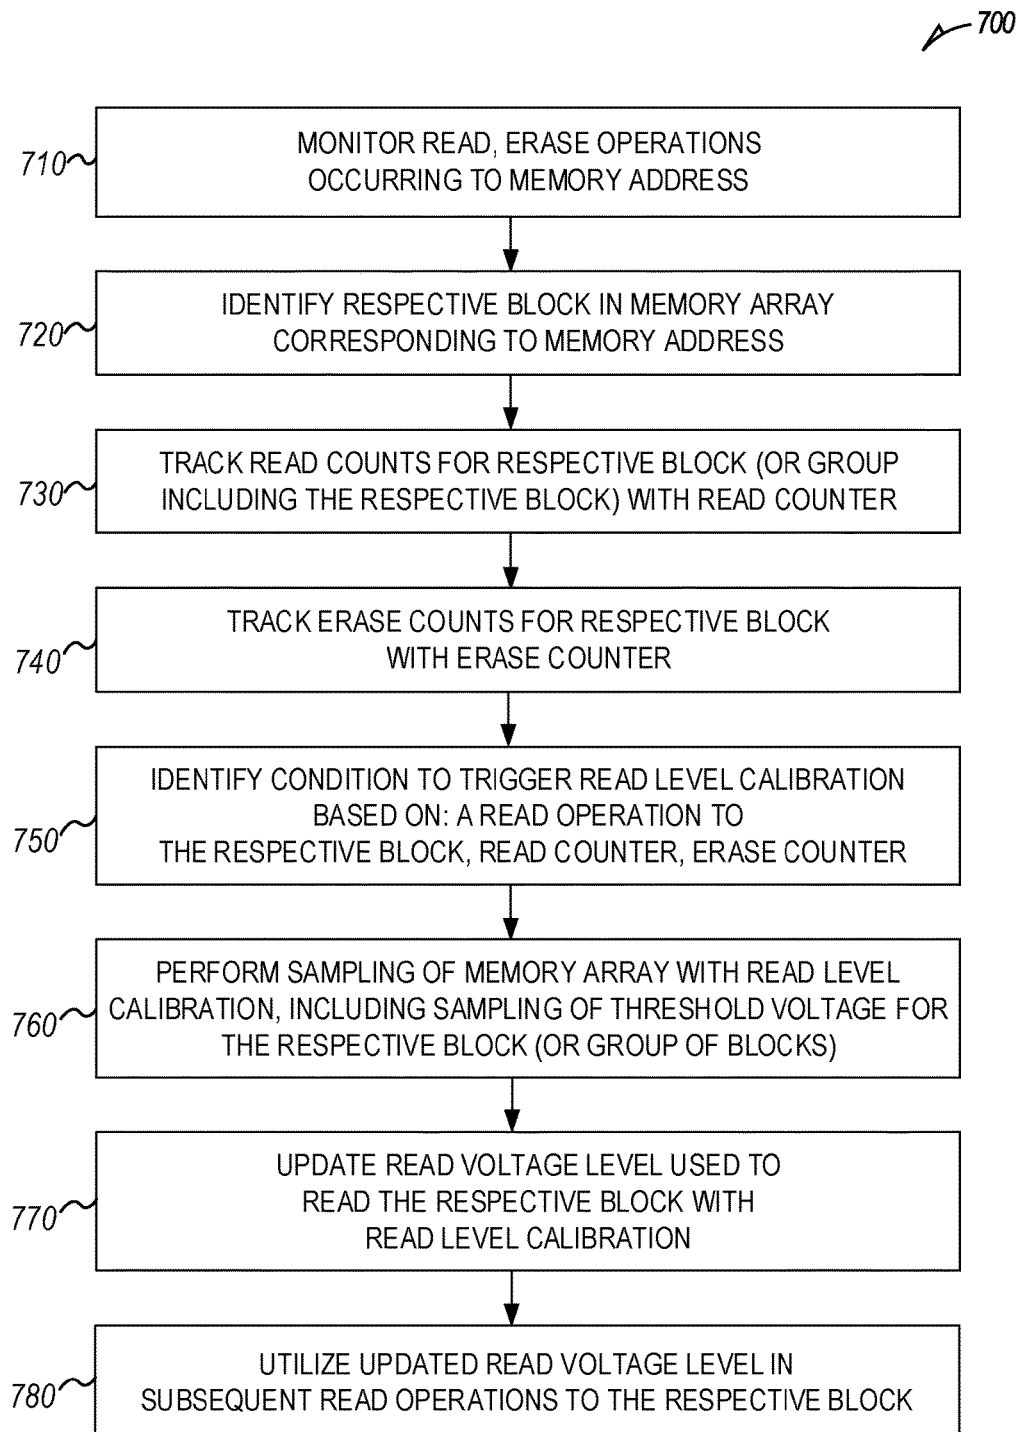 700
710
MONITOR READ, ERASE OPERATIONS
OCCURRING TO MEMORY ADDRESS
720
IDENTIFY RESPECTIVE BLOCK IN MEMORY ARRAY
CORRESPONDING TO MEMORY ADDRESS
730
TRACK READ COUNTS FOR RESPECTIVE BLOCK (OR GROUP
INCLUDING THE RESPECTIVE BLOCK) WITH READ COUNTER
740
TRACK ERASE COUNTS FOR RESPECTIVE BLOCK
WITH ERASE COUNTER
750
IDENTIFY CONDITION TO TRIGGER READ LEVEL CALIBRATION
BASED ON: A READ OPERATION TO
THE RESPECTIVE BLOCK, READ COUNTER, ERASE COUNTER
760
PERFORM SAMPLING OF MEMORY ARRAY WITH READ LEVEL
CALIBRATION, INCLUDING SAMPLING OF THRESHOLD VOLTAGE FOR
THE RESPECTIVE BLOCK (OR GROUP OF BLOCKS)
770
UPDATE READ VOLTAGE LEVEL USED TO
READ THE RESPECTIVE BLOCK WITH
READ LEVEL CALIBRATION
780
UTILIZE UPDATED READ VOLTAGE LEVEL IN
SUBSEQUENT READ OPERATIONS TO THE RESPECTIVE BLOCK